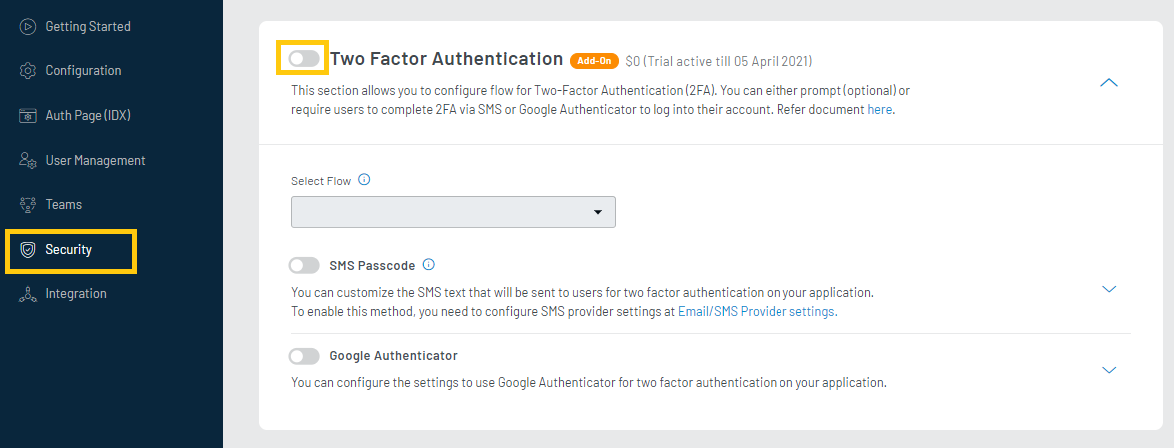 Getting Started
Configuration
Auth Page (IDX)
User Management
Teams
Security
Integration
Two Factor Authentication Add-On $0 (Trial active till 05 April 2021)
This section allows you to configure flow for Two-Factor Authentication (2FA). You can either prompt (optional) or
require users to complete 2FA via SMS or Google Authenticator to log into their account. Refer document here.
Select Flow
SMS Passcode
You can customize the SMS text that will be sent to users for two factor authentication on your application.
To enable this method, you need to configure SMS provider settings at Email/SMS Provider settings.
Google Authenticator
You can configure the settings to use Google Authenticator for two factor authentication on your application.